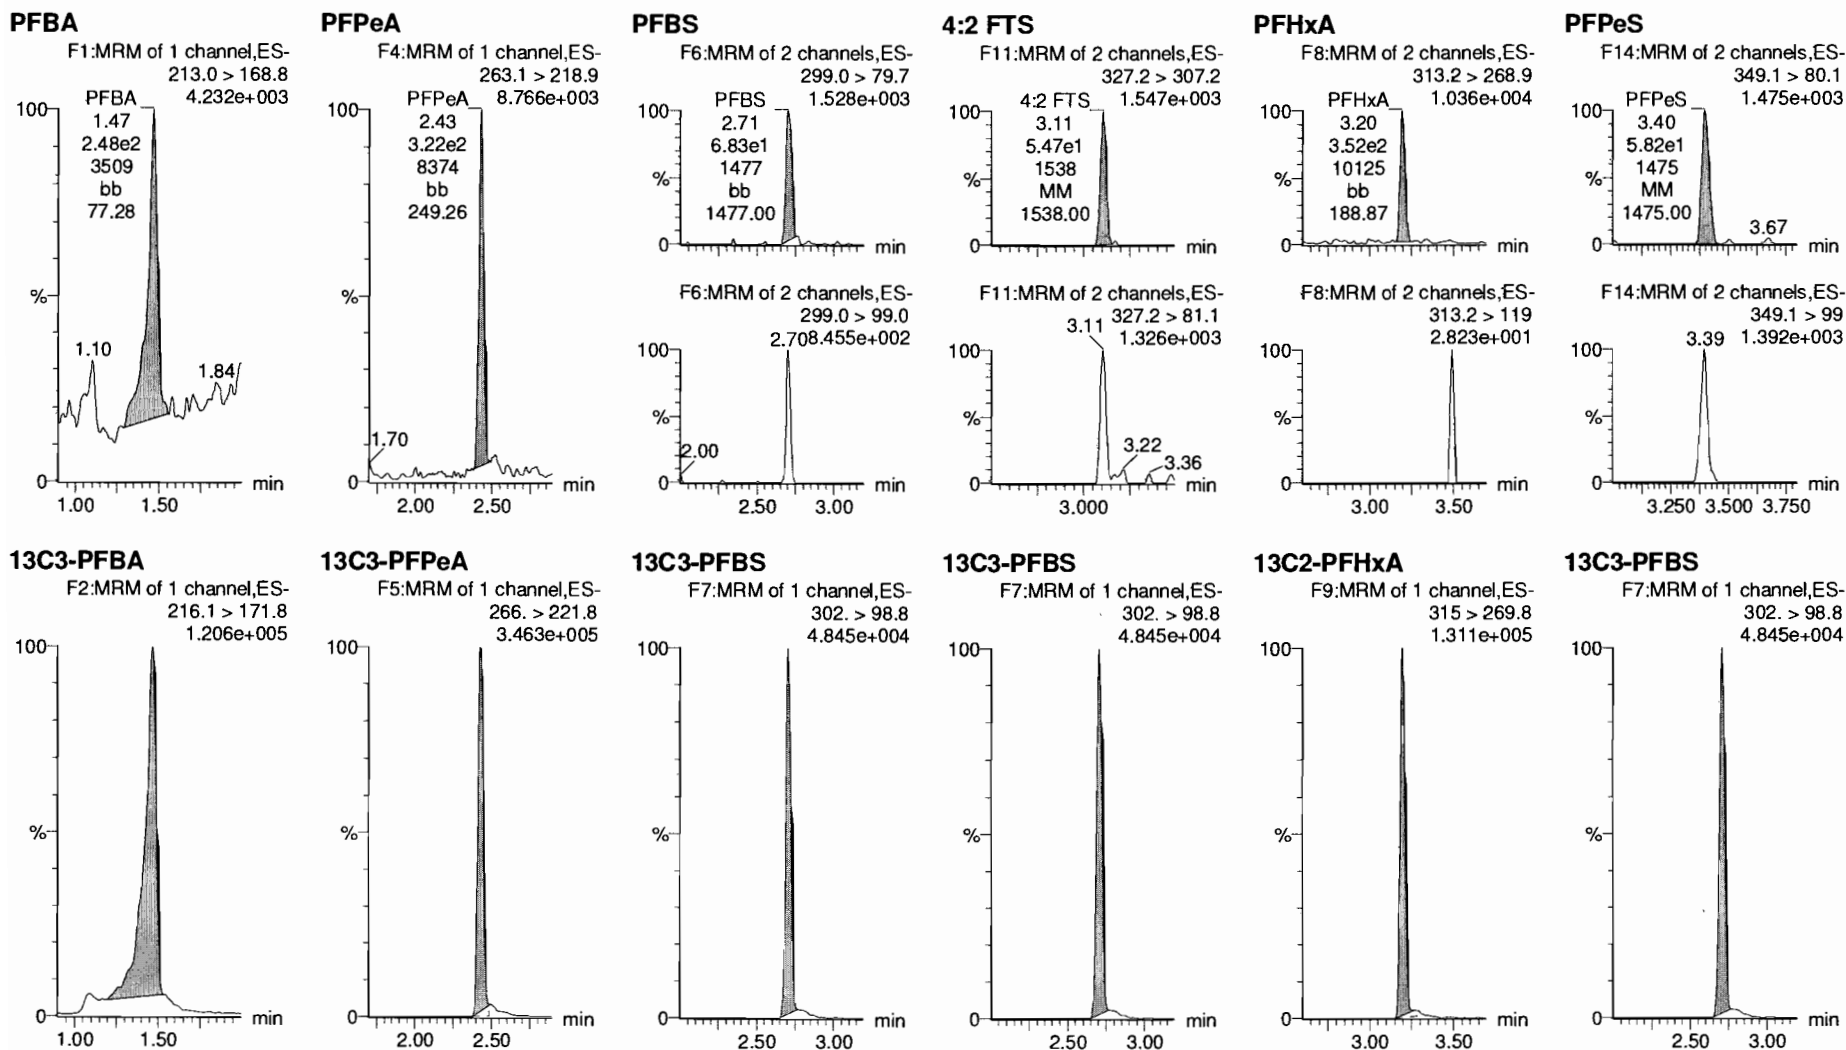 PFBA
F1:MRM of 1 channel,ES-
213.0 > 168.8
4.232e+003
PFBA
1.47
2.48e2
3509
bb
77.28
100
%
0
1.10
1.84
min
1.00 1.50
PFPeA
F4:MRM of 1 channel,ES-
263.1 > 218.9
8.766e+003
PFPeA
2.43
3.22e2
8374
bb
249.26
100
%
0
1.70
min
2.00 2.50
PFBS
F6:MRM of 2 channels,ES-
299.0 > 79.7
1.528e+003
PFBS
2.71
6.83e1
1477
bb
1477.00
100
%
0
min
F6:MRM of 2 channels,ES-
299.0 > 99.0
2.70 8.455e+002
100
%
2.00
0
min
2.50 3.00
4:2 FTS
F11:MRM of 2 channels,ES-
327.2 > 307.2
1.547e+003
4:2 FTS
3.11
5.47e1
1538
MM
1538.00
100
%
0
min
F11:MRM of 2 channels,ES-
3.11 327.2 > 81.1
1.326e+003
100
%
3.22
3.36
0
min
3.000
PFHxA
F8:MRM of 2 channels,ES-
313.2 > 268.9
1.036e+004
PFHxA
3.20
3.52e2
10125
bb
188.87
100
%
0
min
F8:MRM of 2 channels,ES-
313.2 > 119
2.823e+001
100
%
0
min
3.00 3.50
PFPeS
F14:MRM of 2 channels,ES-
349.1 > 80.1
1.475e+003
PFPeS
3.40
5.82e1
1475
MM
1475.00
100
%
3.67
0
min
F14:MRM of 2 channels,ES-
349.1 > 99
3.39 1.392e+003
100
%
0
min
3.250 3.500 3.750
13C3-PFBA
F2:MRM of 1 channel,ES-
216.1 > 171.8
1.206e+005
100
%
0
min
1.00 1.50
13C3-PFPeA
F5:MRM of 1 channel,ES-
266. > 221.8
3.463e+005
100
%
0
min
2.00 2.50
13C3-PFBS
F7:MRM of 1 channel,ES-
302. > 98.8
4.845e+004
100
%
0
min
2.50 3.00
13C3-PFBS
F7:MRM of 1 channel,ES-
302. > 98.8
4.845e+004
100
%
0
min
2.50 3.00
13C2-PFHxA
F9:MRM of 1 channel,ES-
315 > 269.8
1.311e+005
100
%
0
min
3.00 3.50
13C3-PFBS
F7:MRM of 1 channel,ES-
302. > 98.8
4.845e+004
100
%
0
min
2.50 3.00